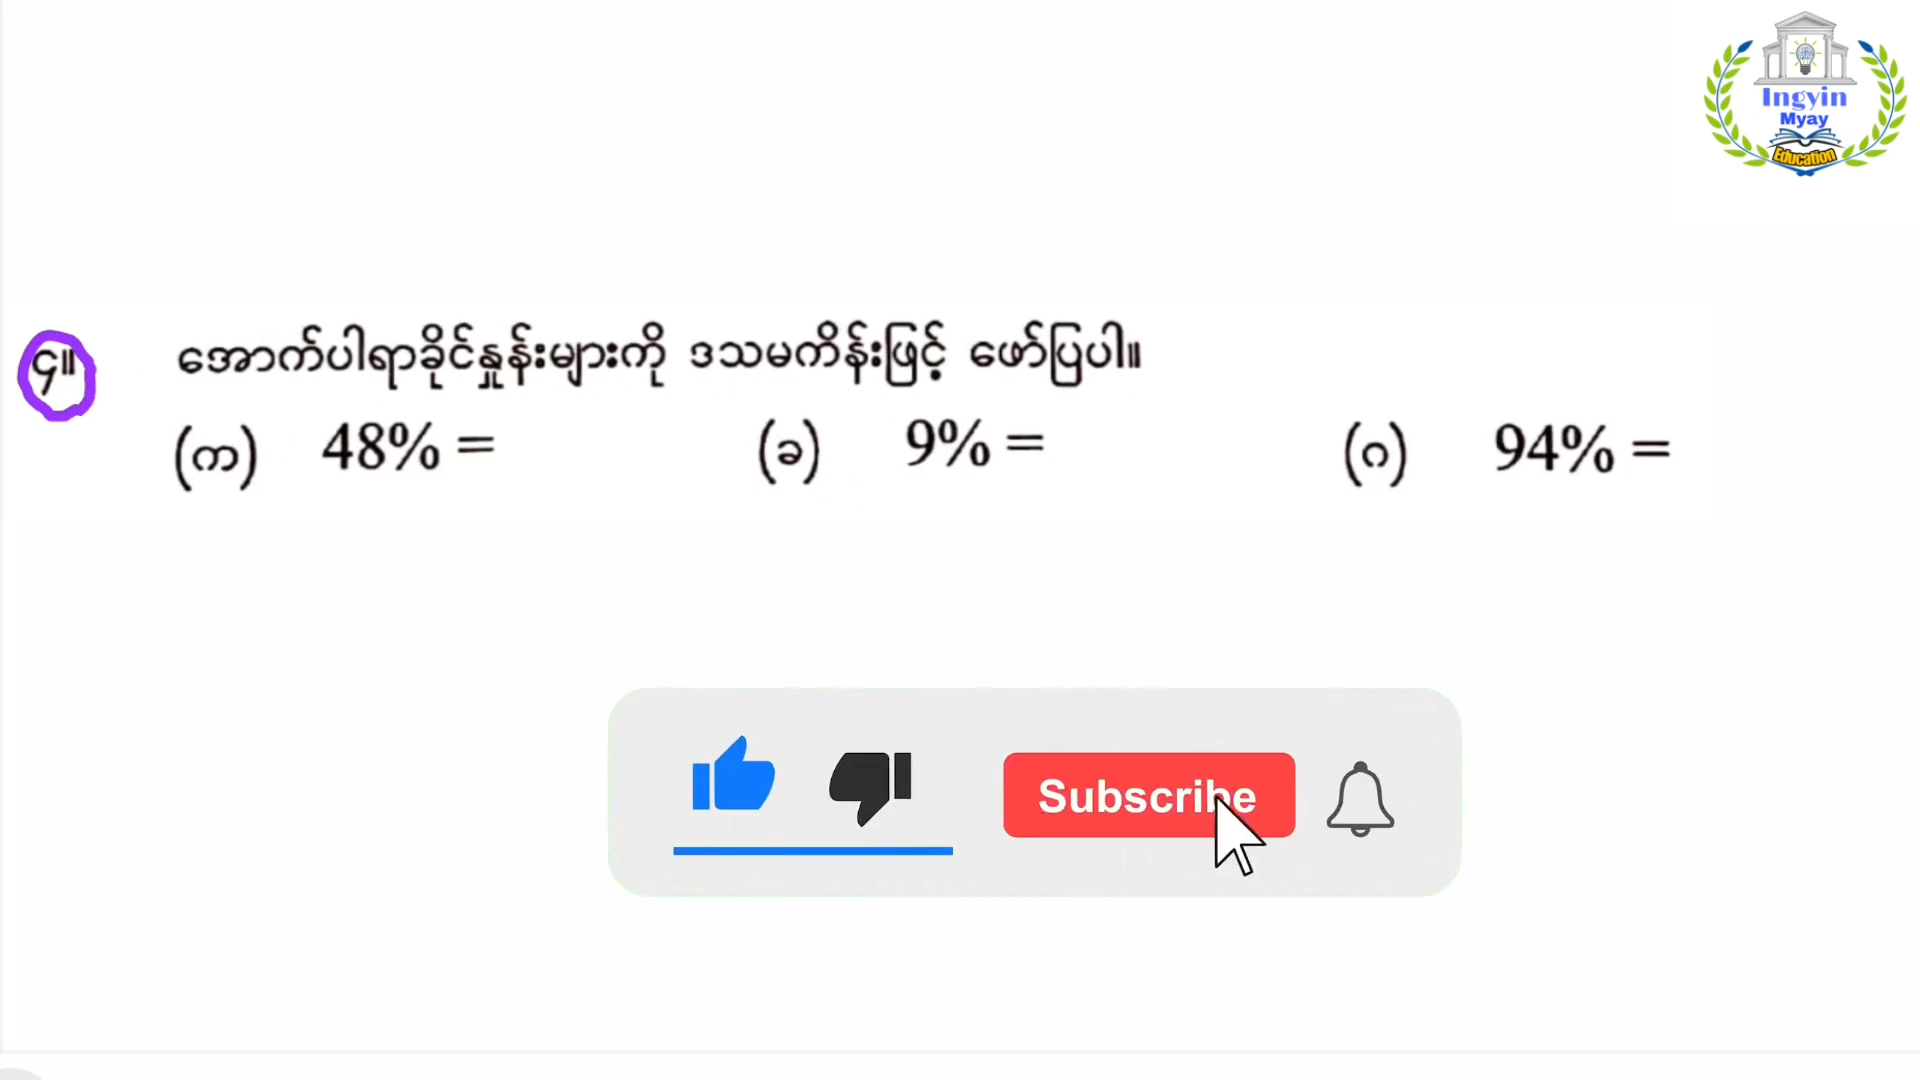 Ingyin
Myay
Education
၄။ အောက်ပါရာခိုင်နှုန်းများကို ဒသမကိန်းဖြင့် ဖော်ပြပါ။
(က) 48% = (ခ) 9% = (ဂ) 94% =
Subscribe